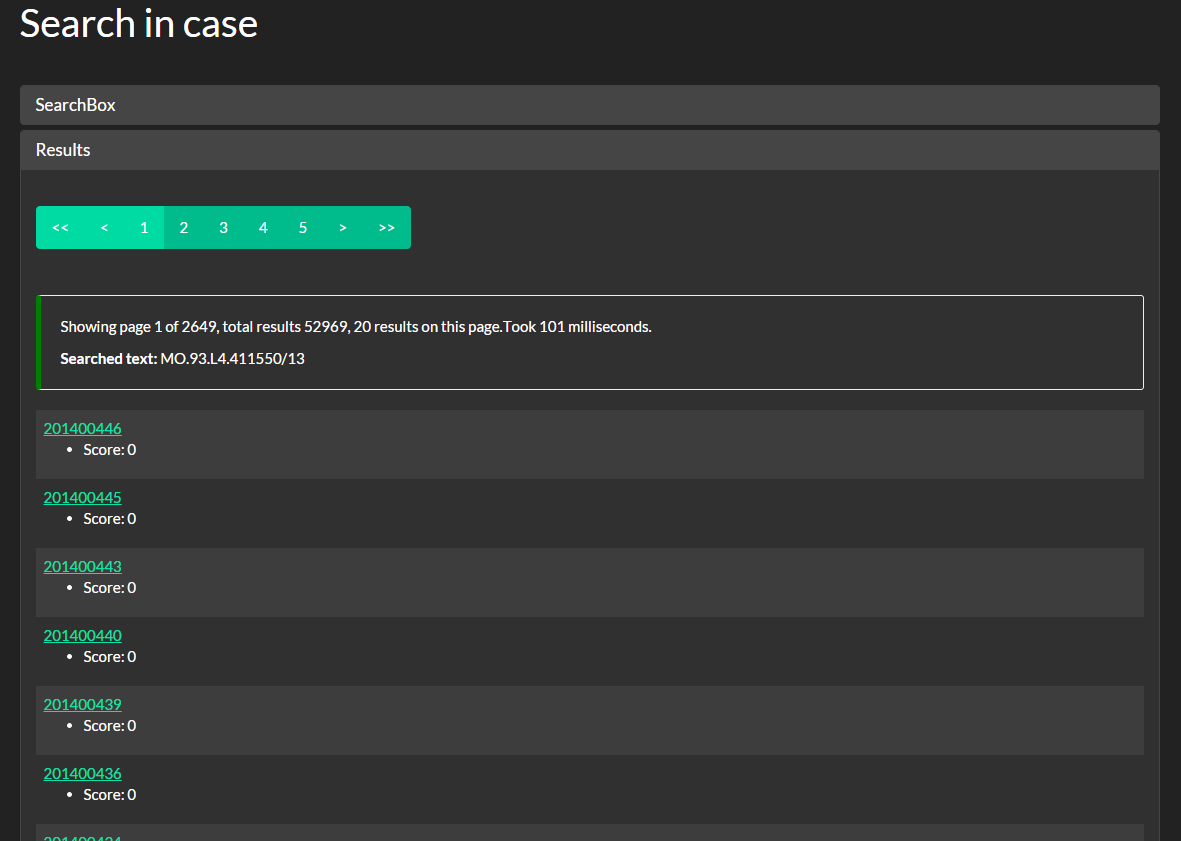 Search in case
SearchBox
Results
<< < 1 2 3 4 5 > >>
Showing page 1 of 2649, total results 52969, 20 results on this page.Took 101 milliseconds.
Searched text: MO.93.L4.411550/13
201400446
• Score: 0
201400445
• Score: 0
201400443
• Score: 0
201400440
• Score: 0
201400439
• Score: 0
201400436
• Score: 0